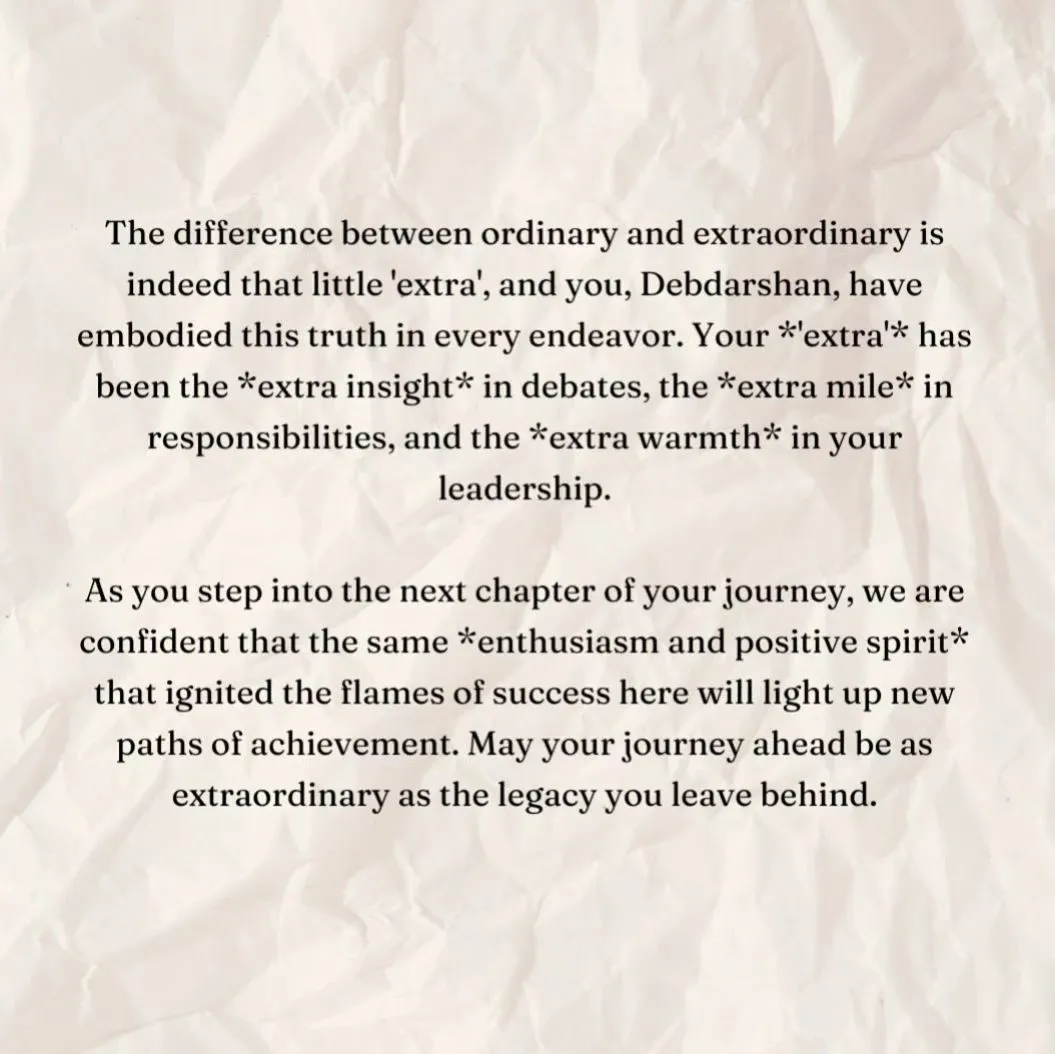 The difference between ordinary and extraordinary is
indeed that little 'extra', and you, Debdarshan, have
embodied this truth in every endeavor. Your *'extra'* has
been the *extra insight* in debates, the *extra mile* in
responsibilities, and the *extra warmth* in your
leadership.
As you step into the next chapter of your journey, we are
confident that the same *enthusiasm and positive spirit*
that ignited the flames of success here will light up new
paths of achievement. May your journey ahead be as
extraordinary as the legacy you leave behind.